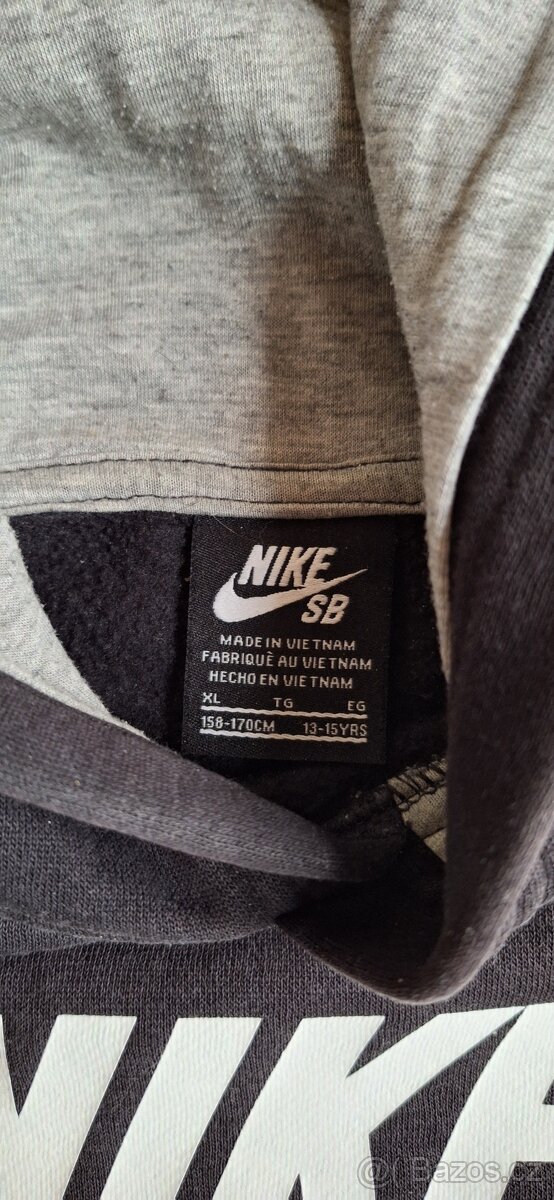 NIKE
SB
MADE IN VIETNAM
FABRIQUÈ AU VIETNAM
HECHO EN VIETNAM
XL TG EG
158-170CM 13-15YRS
NIKE
@ Bazos.cz